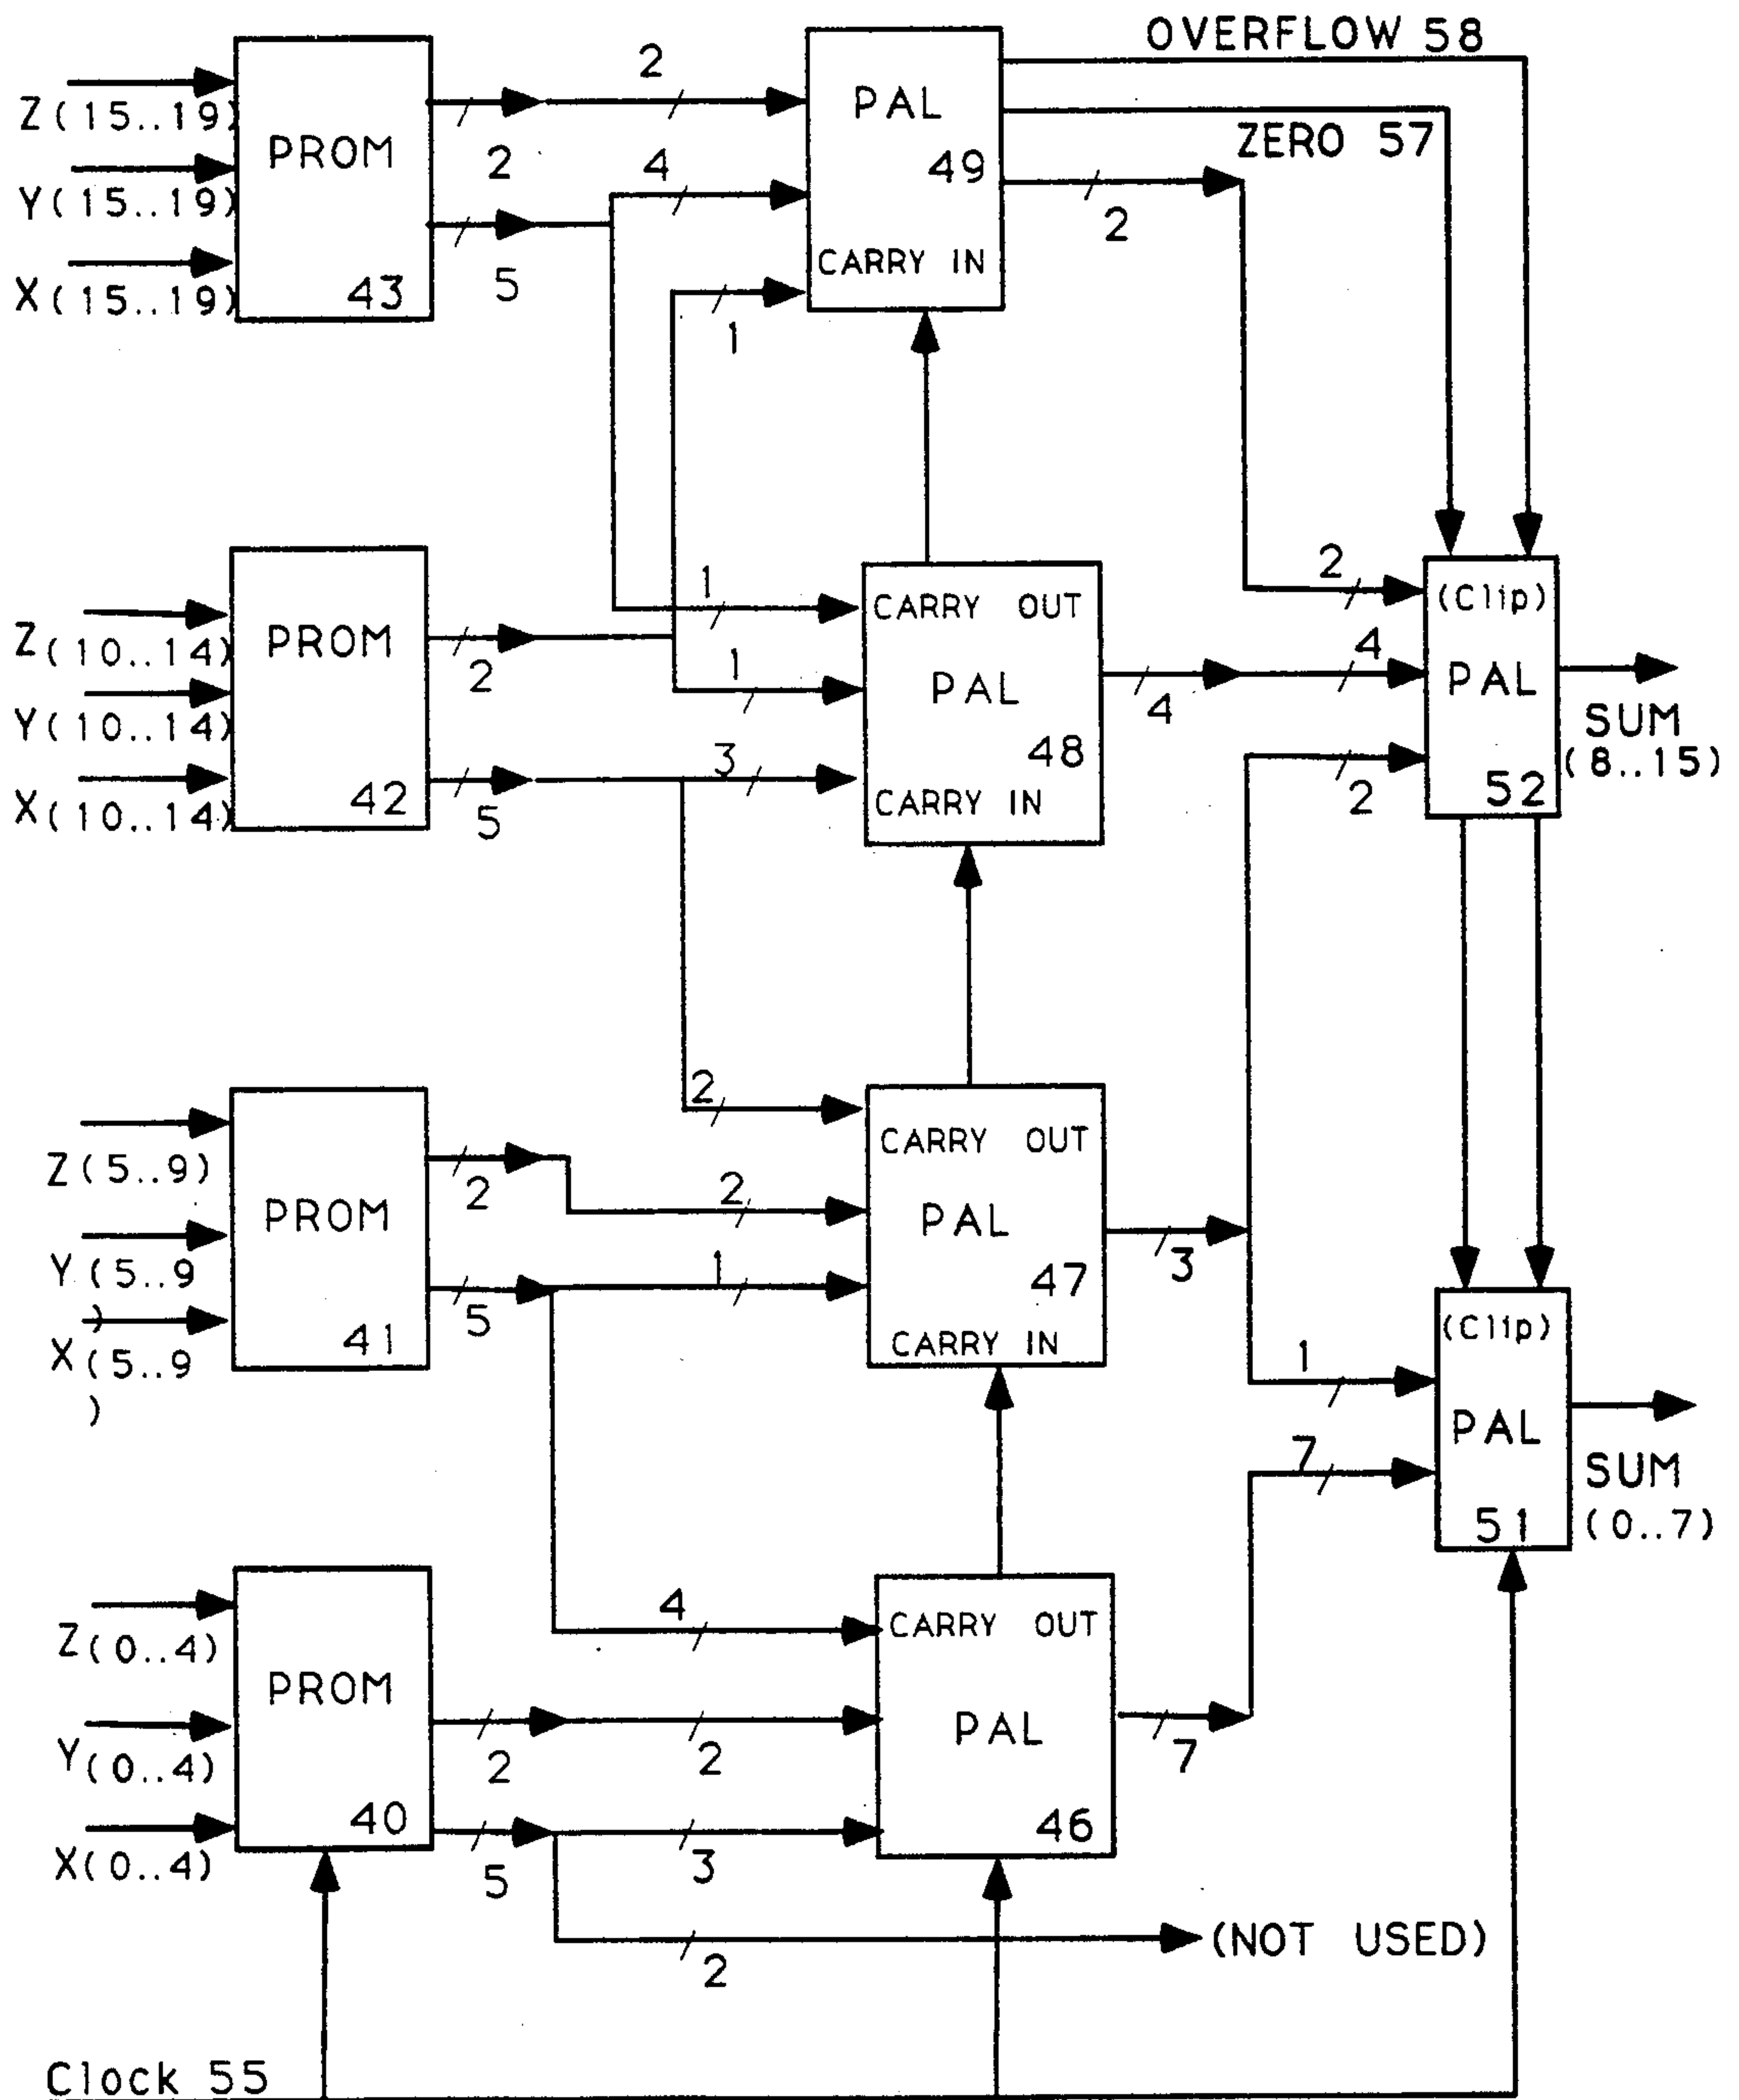 OVERFLOW 58
Z(15..19)
Y(15..19)
X(15..19)
PROM
43
2
5
2
4
1
PAL
49
CARRY IN
ZERO 57
2
Z(10..14)
Y(10..14)
X(10..14)
PROM
42
2
5
1
1
3
CARRY OUT
PAL
48
CARRY IN
4
2
4
2
(Clip)
PAL
52
SUM
(8..15)
Z(5..9)
Y(5..9
)
X(5..9
)
PROM
41
2
5
2
2
1
CARRY OUT
PAL
47
CARRY IN
3
1
7
(Clip)
PAL
51
SUM
(0..7)
Z(0..4)
Y(0..4)
X(0..4)
PROM
40
2
5
4
2
3
2
CARRY OUT
PAL
46
7
(NOT USED)
Clock 55